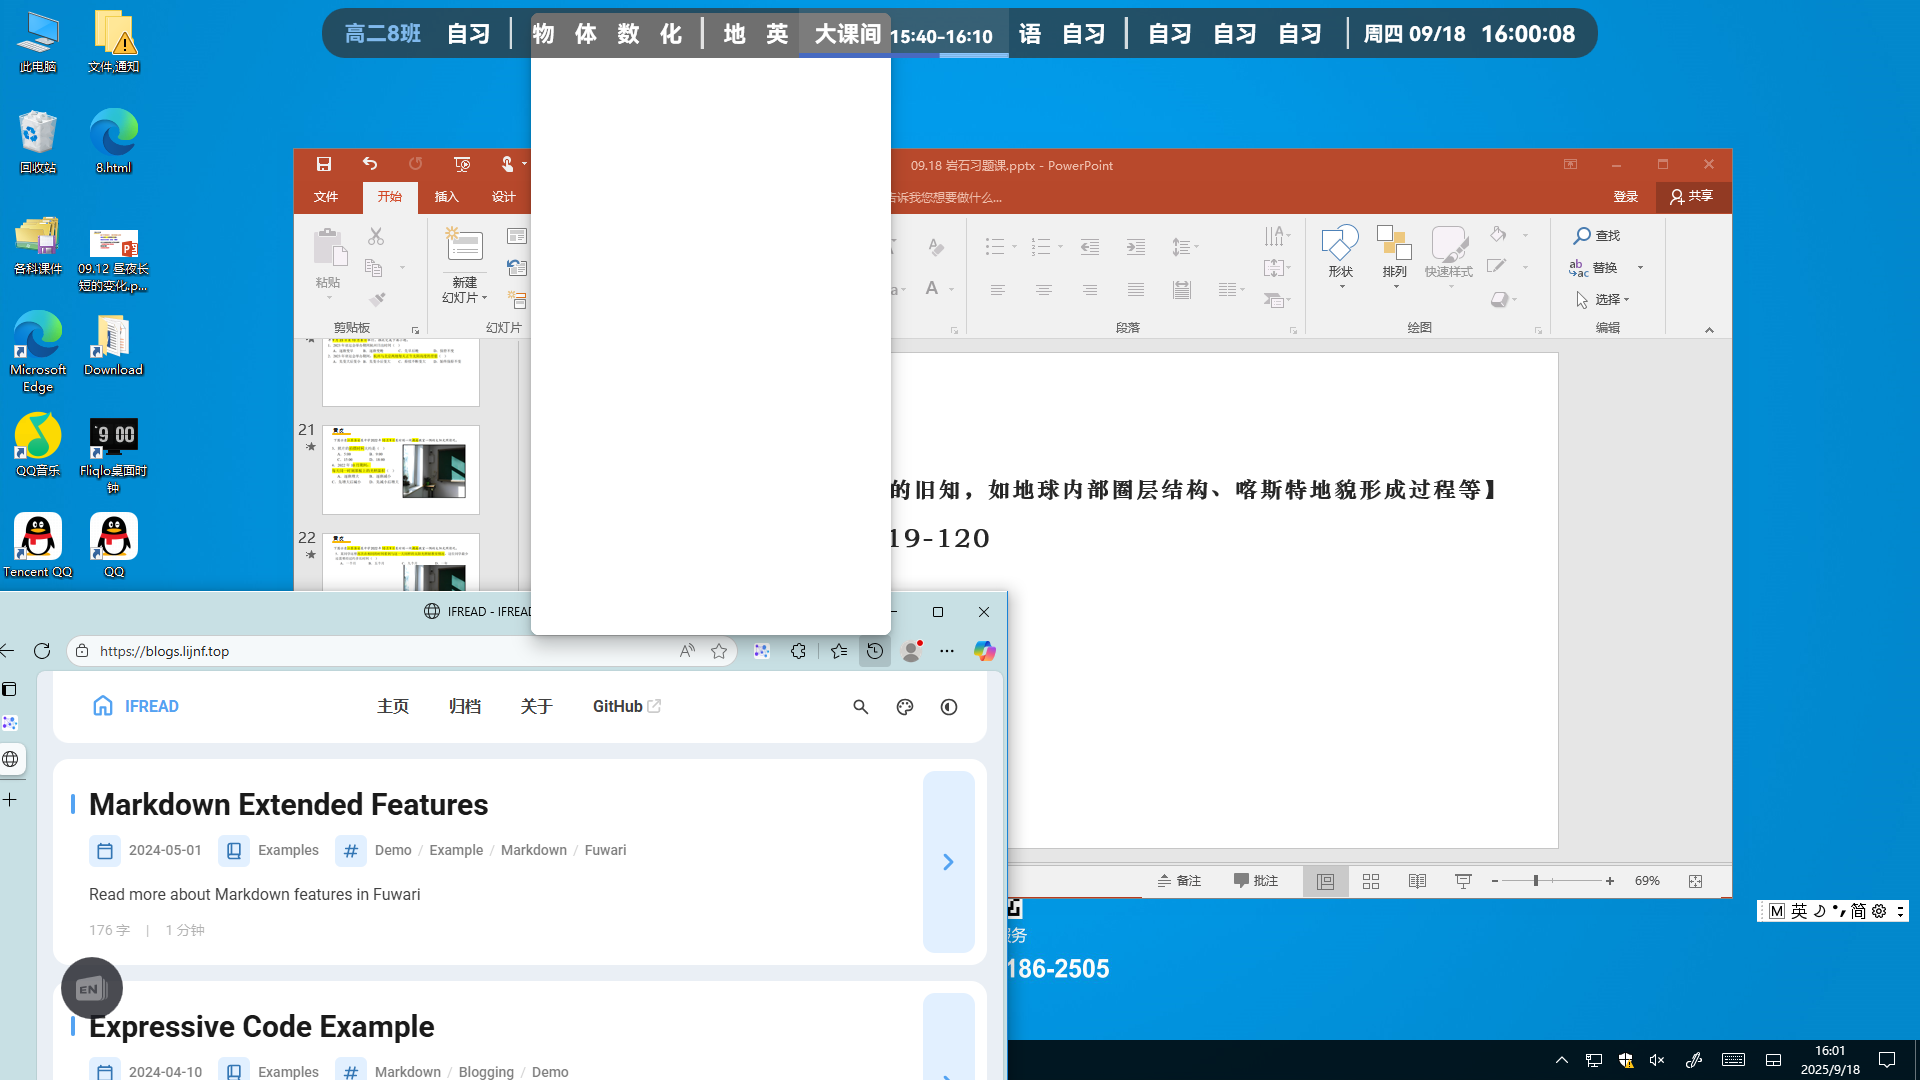 高二8班 自习 物 体 数 化 地 英 大课间 15:40-16:10 语 自习 自习 自习 自习 周四 09/18 16:00:08
此电脑
文件,通知
回收站
8.html
各科课件
09.12 昼夜长短的变化.p...
Microsoft Edge
Download
QQ音乐
Fliqlo桌面时钟
Tencent QQ
QQ
09.18 岩石习题课.pptx - PowerPoint
文件 开始 插入 设计
告诉我您想要做什么...
登录 共享
粘贴
新建
幻灯片
形状 排列 快速样式
查找
替换
选择
剪贴板 幻灯片 段落 绘图 编辑
21
22
的旧知，如地球内部圈层结构、喀斯特地貌形成过程等】
19-120
备注 批注 69%
IFREAD - IFREAD
https://blogs.lijnf.top
IFREAD 主页 归档 关于 GitHub
Markdown Extended Features
2024-05-01 Examples # Demo / Example / Markdown / Fuwari
Read more about Markdown features in Fuwari
176 字 | 1 分钟
EN
Expressive Code Example
2024-04-10 Examples # Markdown / Blogging / Demo
186-2505
M 英 简
16:01
2025/9/18